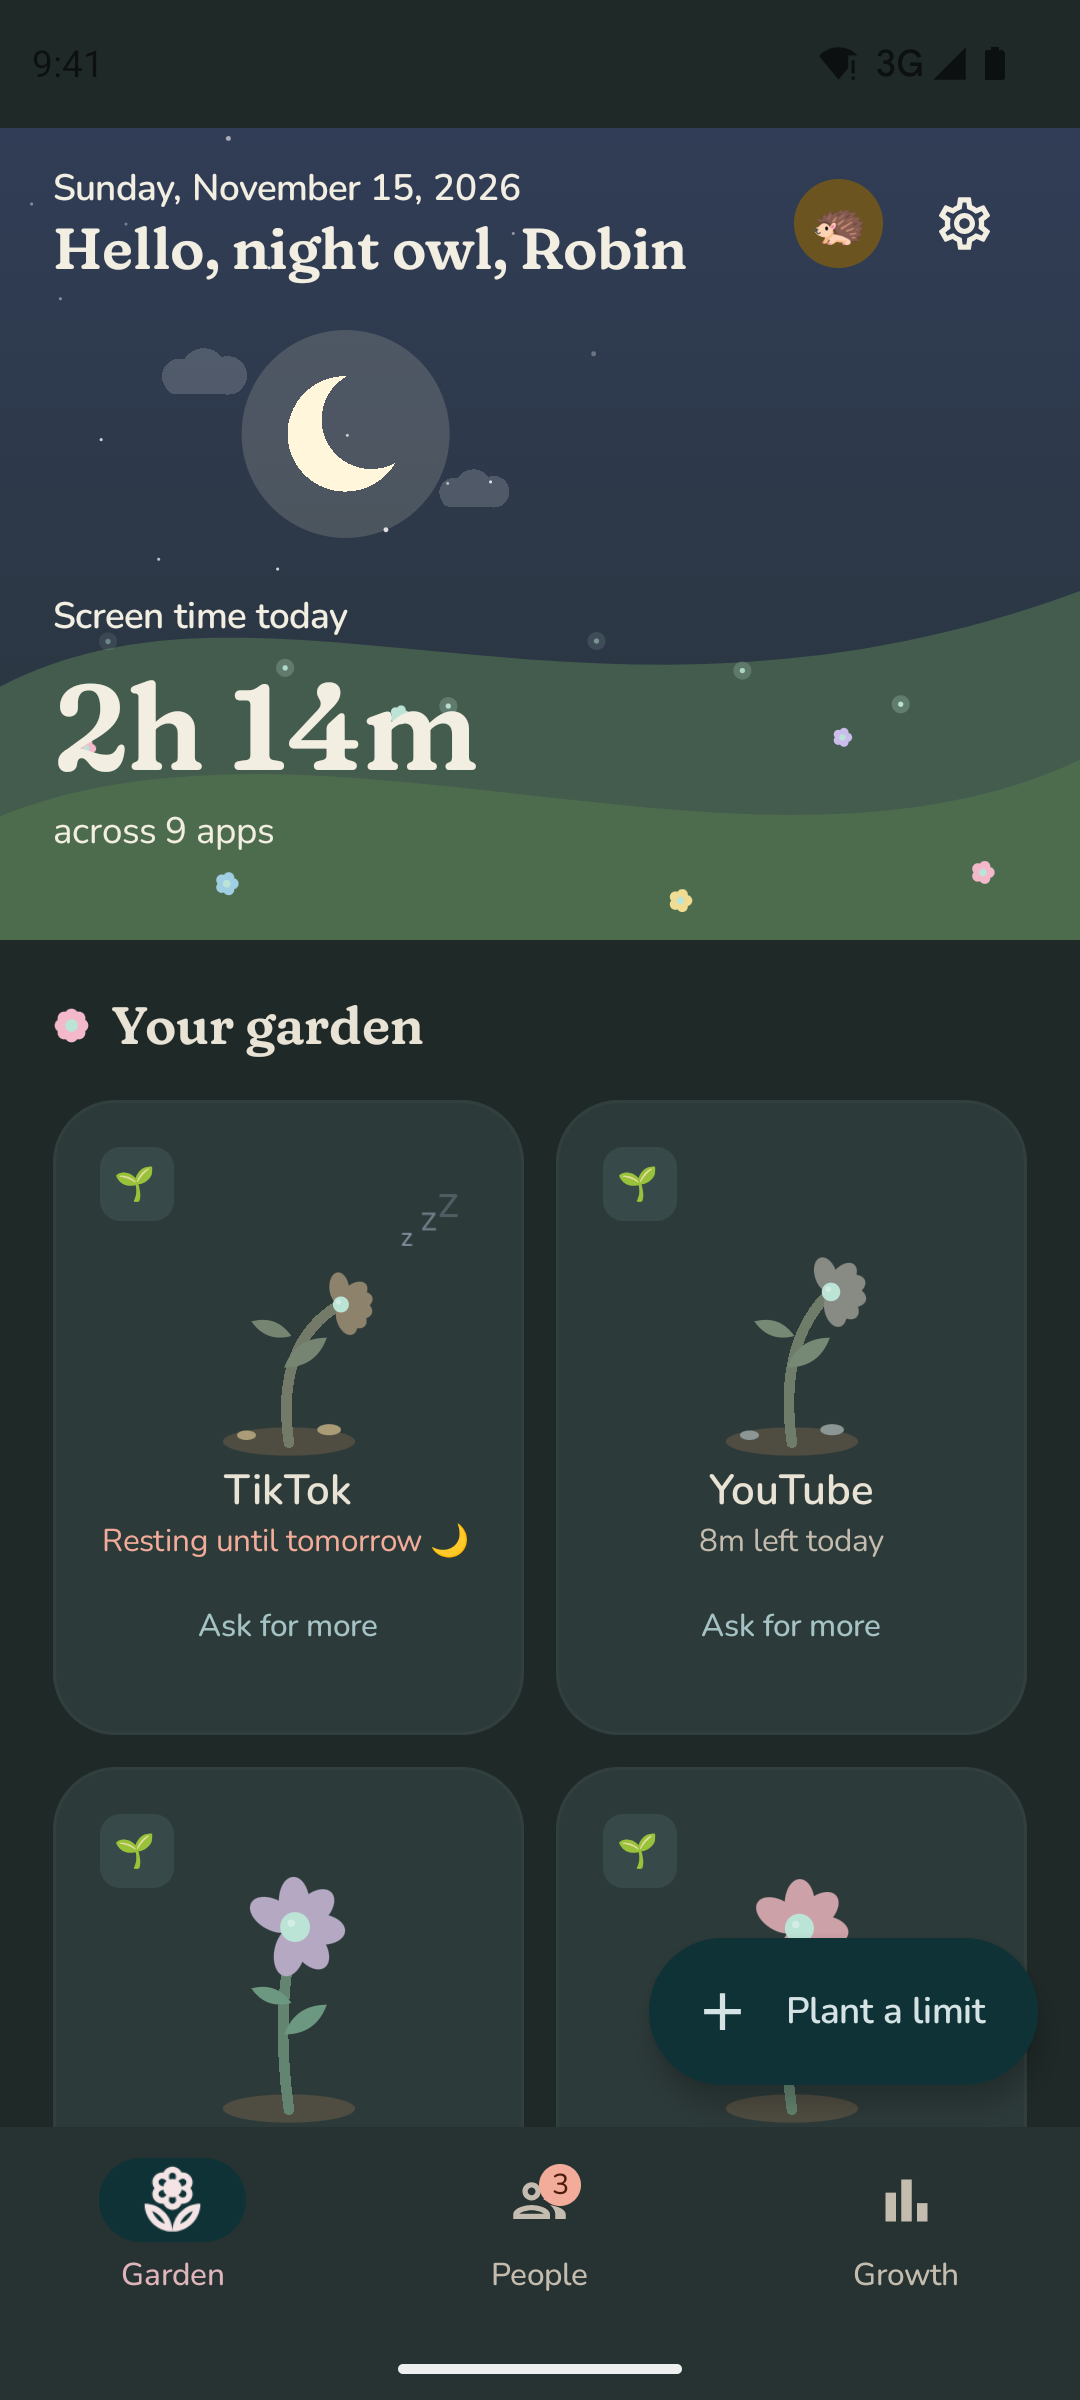 9:41
3G
Sunday, November 15, 2026
Hello, night owl, Robin
Screen time today
2h 14m
across 9 apps
Your garden
z z Z
TikTok
Resting until tomorrow 🌙
Ask for more
YouTube
8m left today
Ask for more
Plant a limit
Garden
3
People
Growth